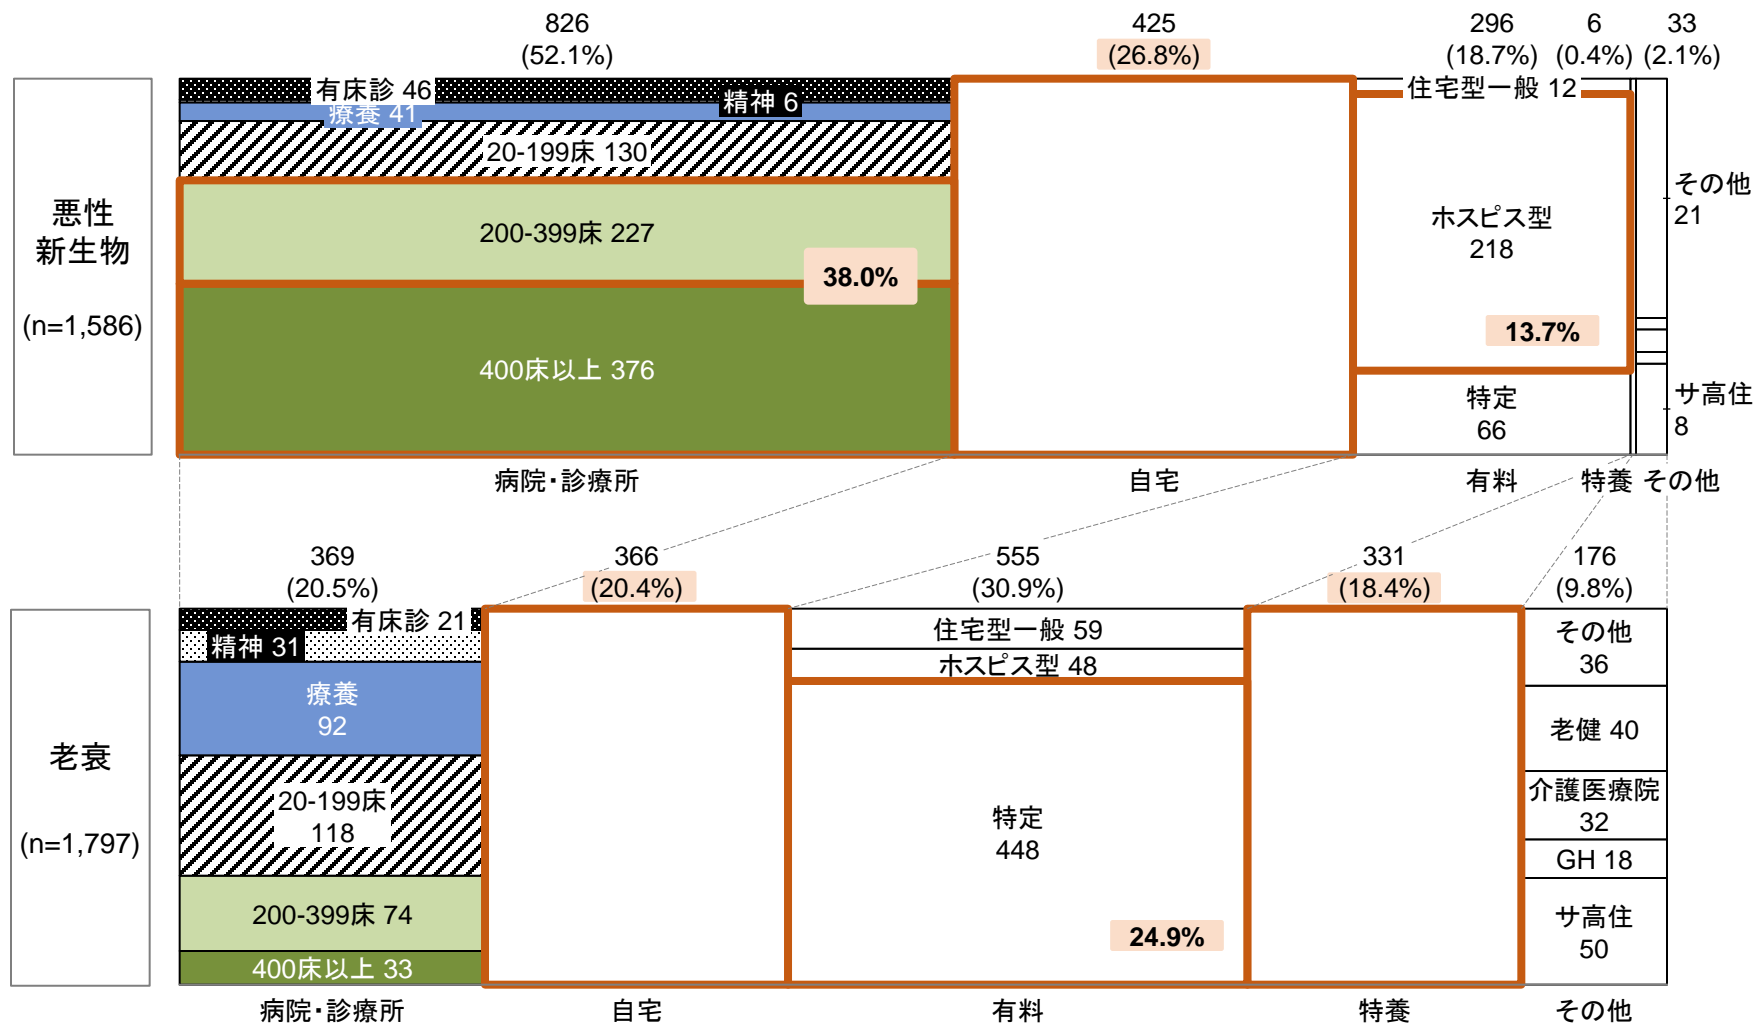 826
(52.1%)
425
(26.8%)
296
(18.7%)
6
(0.4%)
33
(2.1%)
悪性
新生物
(n=1,586)
有床診 46
精神 6
療養 41
20-199床 130
200-399床 227
38.0%
400床以上 376
住宅型一般 12
ホスピス型
218
13.7%
特定
66
その他
21
サ高住
8
病院・診療所
自宅
有料
特養
その他
369
(20.5%)
366
(20.4%)
555
(30.9%)
331
(18.4%)
176
(9.8%)
老衰
(n=1,797)
有床診 21
精神 31
療養
92
20-199床
118
200-399床 74
400床以上 33
住宅型一般 59
ホスピス型 48
特定
448
24.9%
その他
36
老健 40
介護医療院
32
GH 18
サ高住
50
病院・診療所
自宅
有料
特養
その他